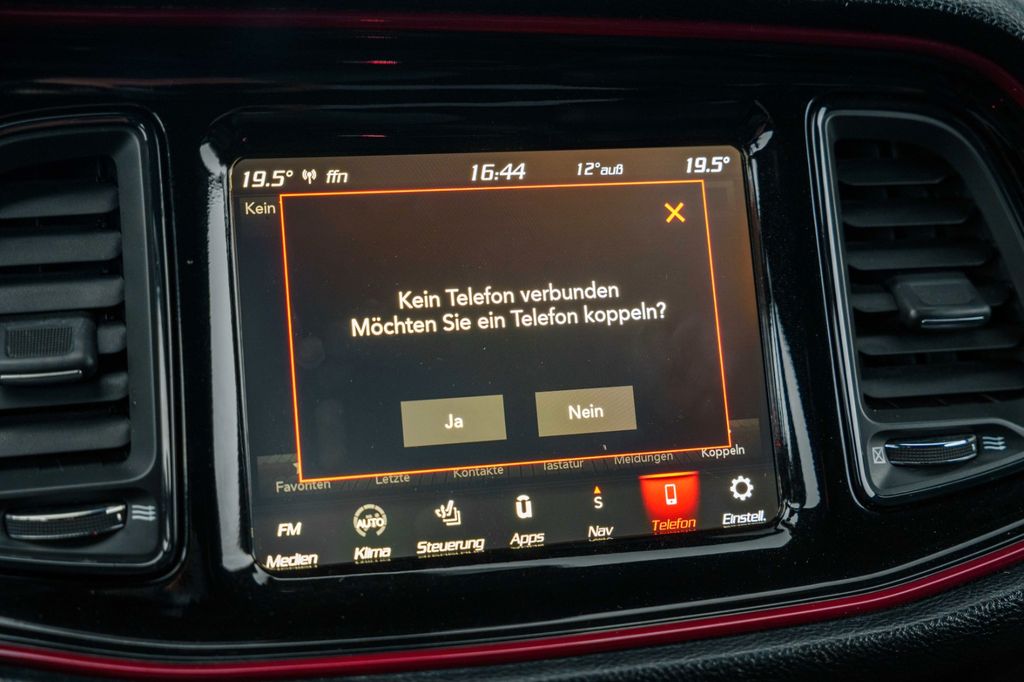 19.5° ffn 16:44 12°auß 19.5°
Kein
Kein Telefon verbunden
Möchten Sie ein Telefon koppeln?
Ja Nein
Favoriten Letzte Kontakte Tastatur Meldungen Koppeln
FM AUTO S
Medien Klima Steuerung Apps Nav Telefon Einstell.